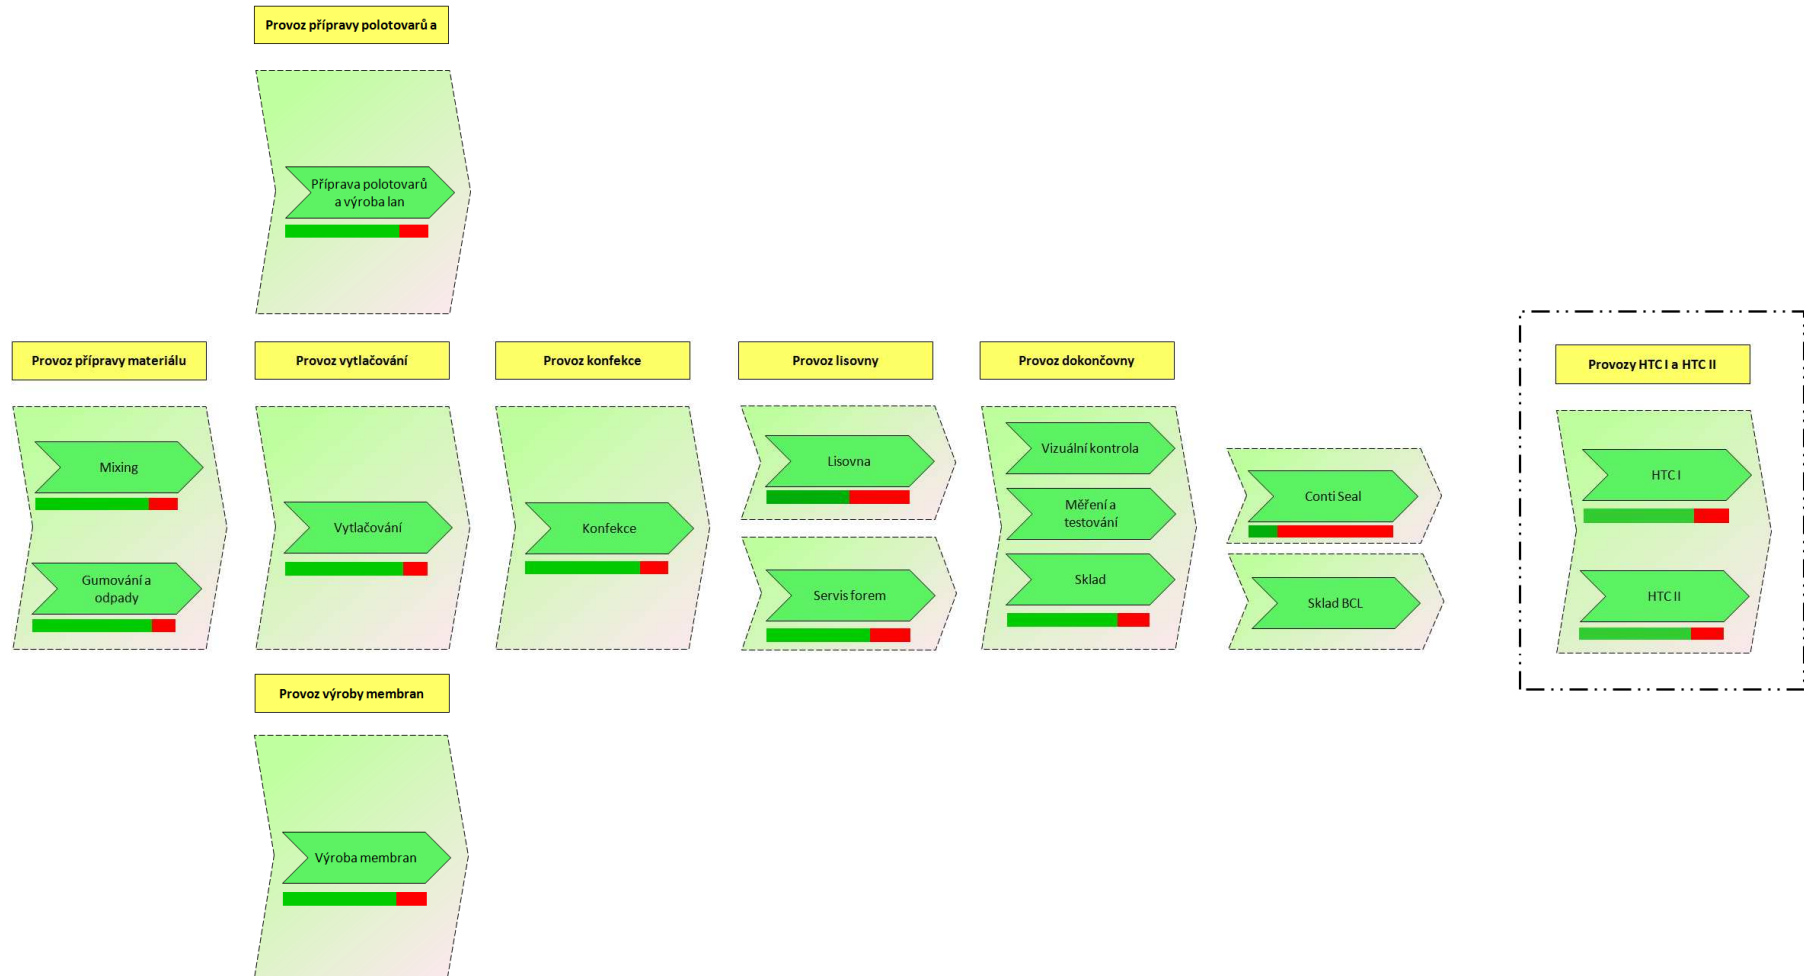 Provoz přípravy polotovarů a
Příprava polotovarů
a výroba lan
Provoz přípravy materiálu
Provoz vytlačování
Provoz konfekce
Provoz lisovny
Provoz dokončovny
Provozy HTC I a HTC II
Mixing
Gumování a
odpady
Vytlačování
Konfekce
Lisovna
Servis forem
Vizuální kontrola
Měření a
testování
Sklad
Conti Seal
Sklad BCL
HTC I
HTC II
Provoz výroby membran
Výroba membran